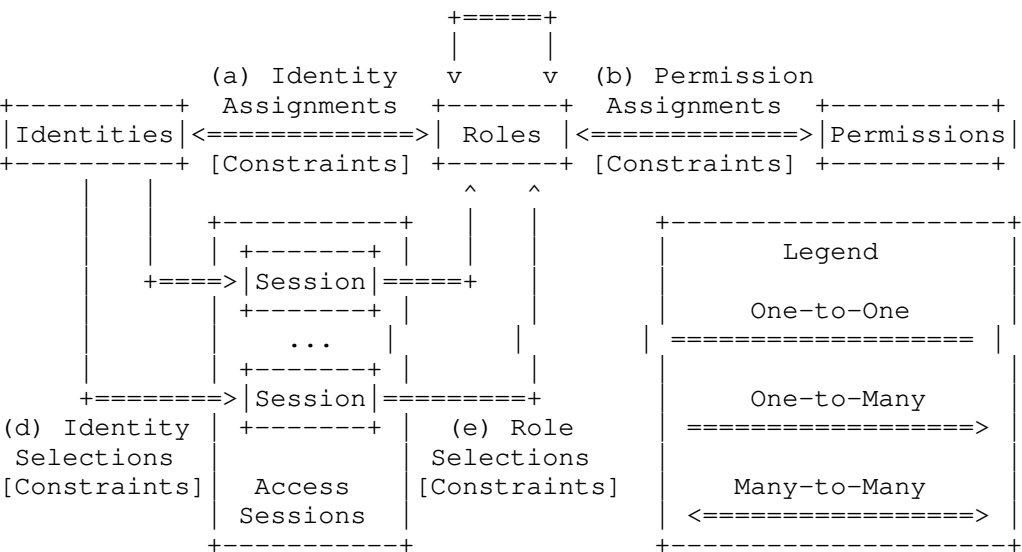 (a) Identity (b) Permission
Assignments Assignments
Identities Roles Permissions
[Constraints] [Constraints]
Legend
Session
One-to-One
...
Session One-to-Many
(d) Identity (e) Role
Selections Selections
[Constraints] Access [Constraints] Many-to-Many
Sessions